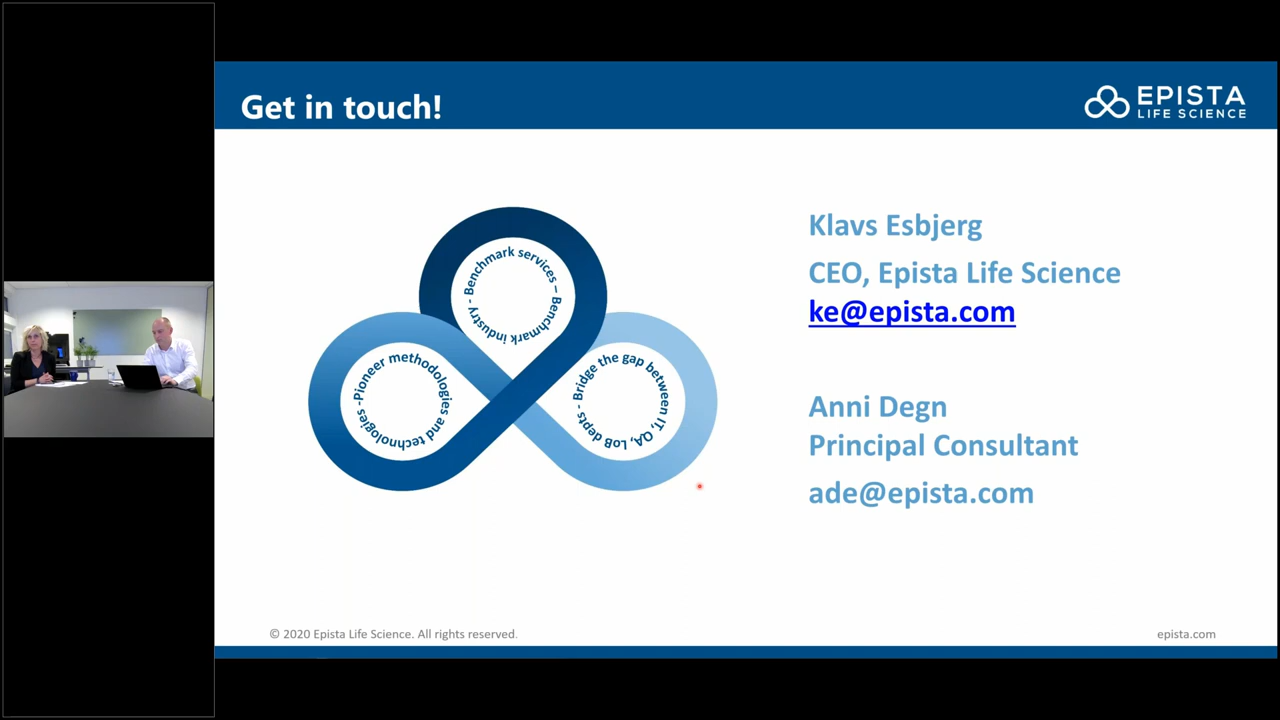 Get in touch!
EPISTA
LIFE SCIENCE
Benchmark services – Benchmark industry -
Pioneer methodologies and technologies -
Bridge the gap between IT, QA, LoB depts -
Klavs Esbjerg
CEO, Epista Life Science
ke@epista.com
Anni Degn
Principal Consultant
ade@epista.com
© 2020 Epista Life Science. All rights reserved.
epista.com